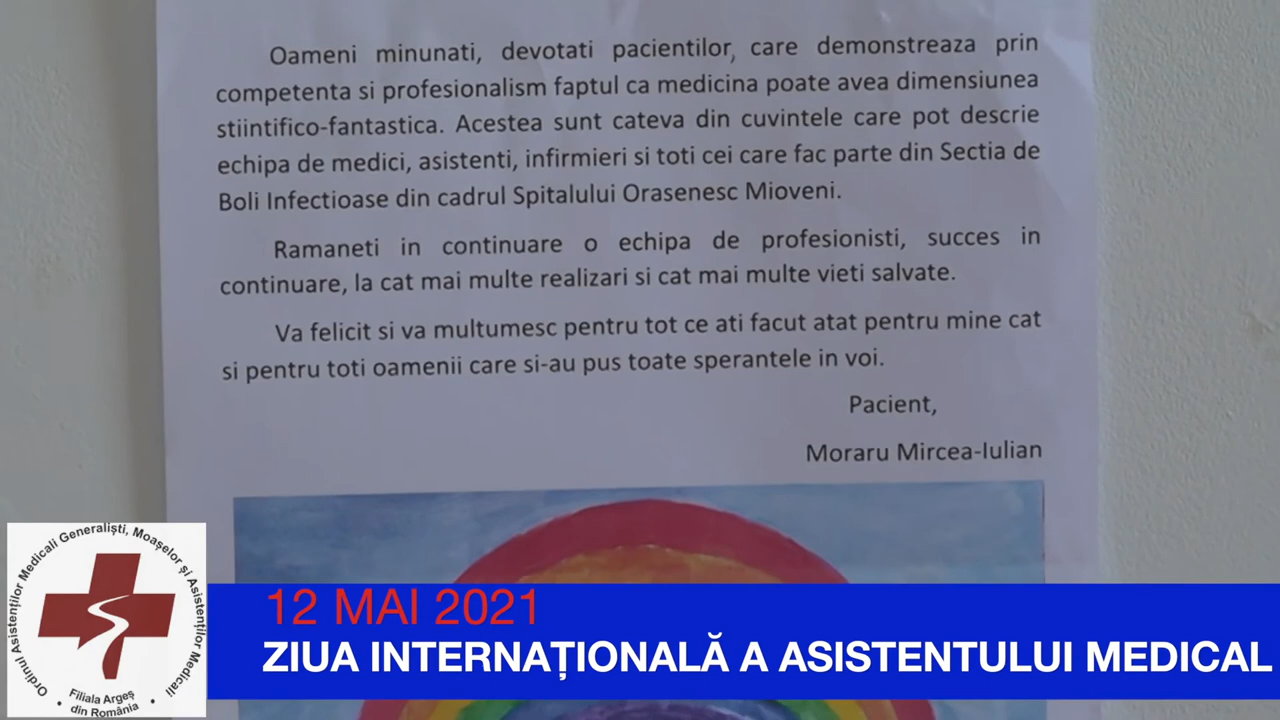 Oameni minunati, devotati pacientilor, care demonstreaza prin
competenta si profesionalism faptul ca medicina poate avea dimensiunea
stiintifico-fantastica. Acestea sunt cateva din cuvintele care pot descrie
echipa de medici, asistenti, infirmieri si toti cei care fac parte din Sectia de
Boli Infectioase din cadrul Spitalului Orasenesc Mioveni.
Ramaneti in continuare o echipa de profesionisti, succes in
continuare, la cat mai multe realizari si cat mai multe vieti salvate.
Va felicit si va multumesc pentru tot ce ati facut atat pentru mine cat
si pentru toti oamenii care si-au pus toate sperantele in voi.
Pacient,
Moraru Mircea-Iulian
Ordinul Asistenților Medicali Generaliști, Moașelor și Asistenților Medicali
Filiala Argeș
din România
12 MAI 2021
ZIUA INTERNAȚIONALĂ A ASISTENTULUI MEDICAL